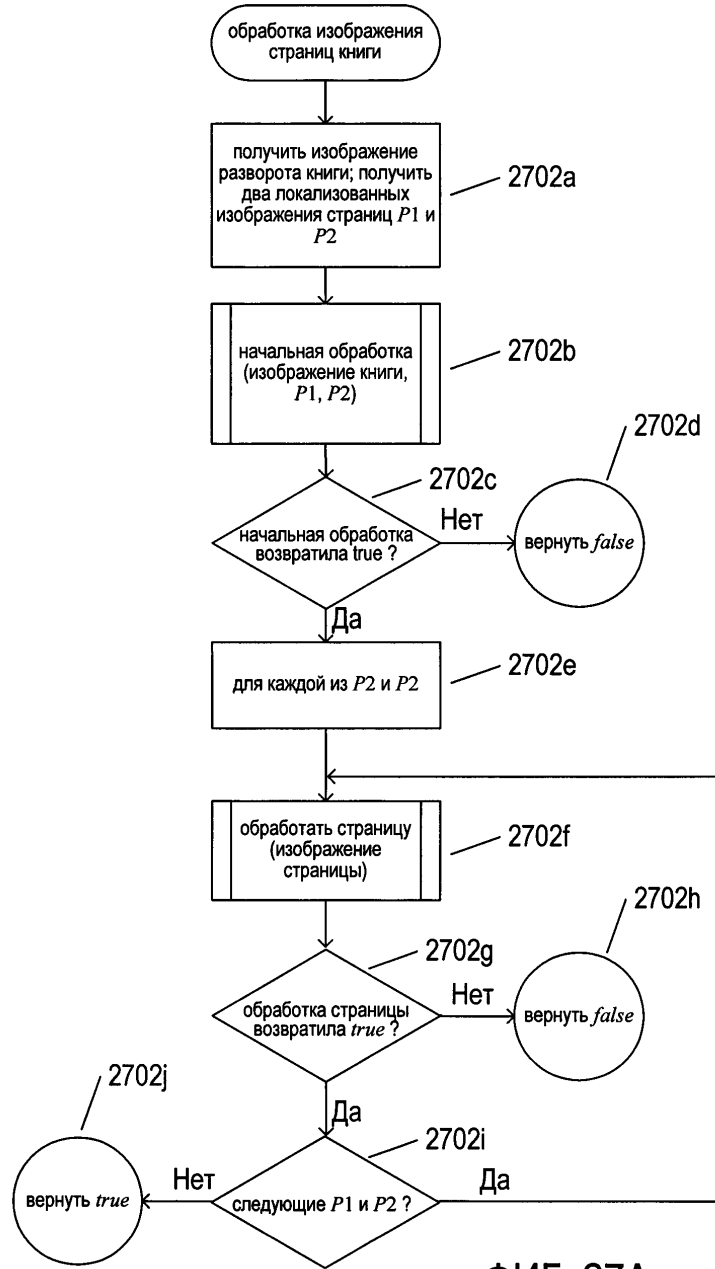 обработка изображения
страниц книги
получить изображение
разворота книги; получить
два локализованных
изображения страниц P1 и
P2
2702a
начальная обработка
(изображение книги,
P1, P2)
2702b
2702c
2702d
начальная обработка
возвратила true ?
Нет
вернуть false
Да
для каждой из P2 и P2
2702e
обработать страницу
(изображение
страницы)
2702f
2702g
2702h
обработка страницы
возвратила true ?
Нет
вернуть false
Да
2702j
2702i
вернуть true
Нет
следующие P1 и P2 ?
Да